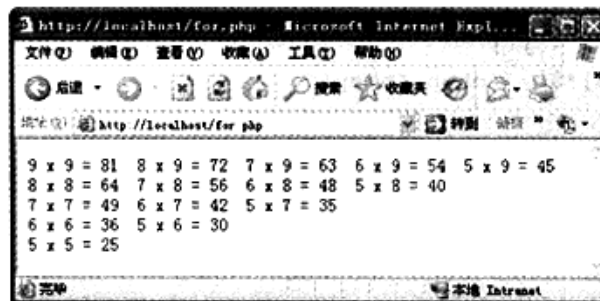 http://localhost/for.php - Microsoft Internet Expl...
文件(F) 编辑(E) 查看(V) 收藏(A) 工具(T) 帮助(H)
后退 搜索 收藏夹
地址(D) http://localhost/for php 转到 链接 »
9 x 9 = 81 8 x 9 = 72 7 x 9 = 63 6 x 9 = 54 5 x 9 = 45
8 x 8 = 64 7 x 8 = 56 6 x 8 = 48 5 x 8 = 40
7 x 7 = 49 6 x 7 = 42 5 x 7 = 35
6 x 6 = 36 5 x 6 = 30
5 x 5 = 25
完毕 本地 Intranet